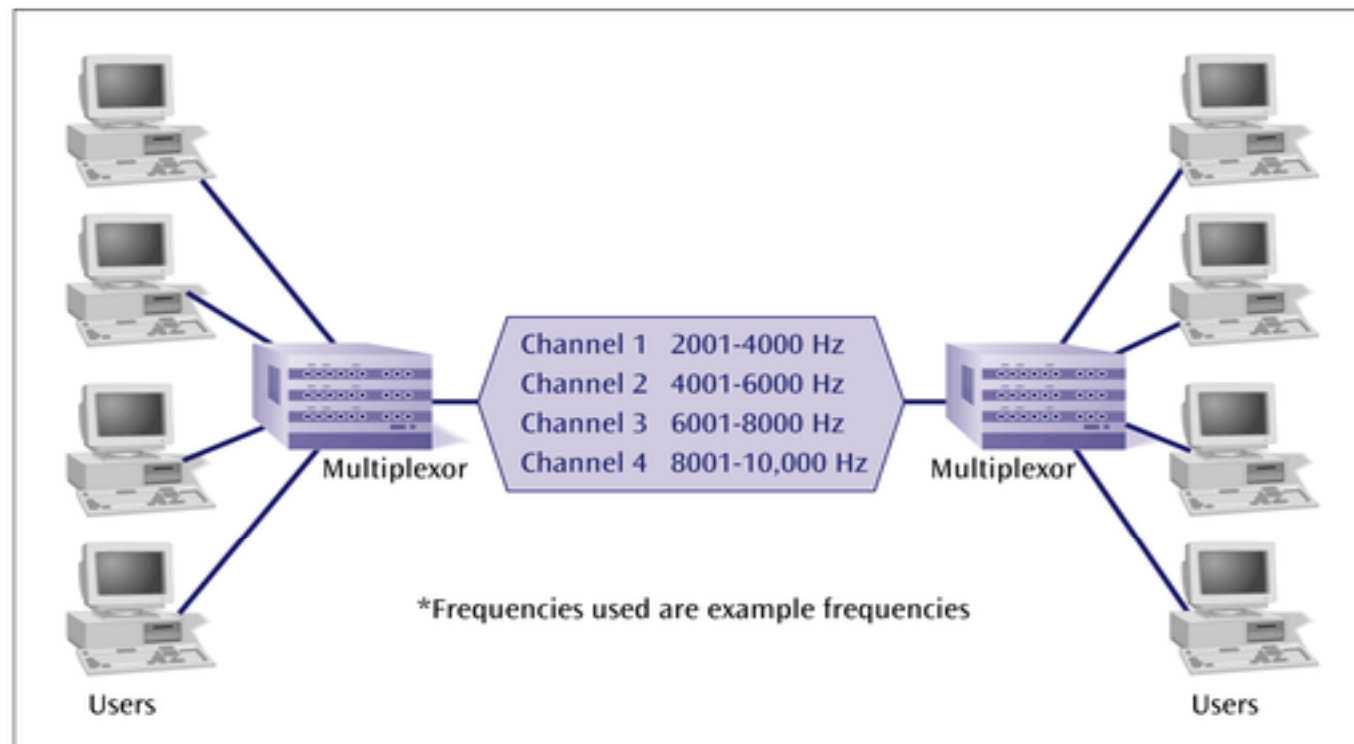 Channel 1 2001-4000 Hz
Channel 2 4001-6000 Hz
Channel 3 6001-8000 Hz
Channel 4 8001-10,000 Hz
Multiplexor
Multiplexor
*Frequencies used are example frequencies
Users
Users